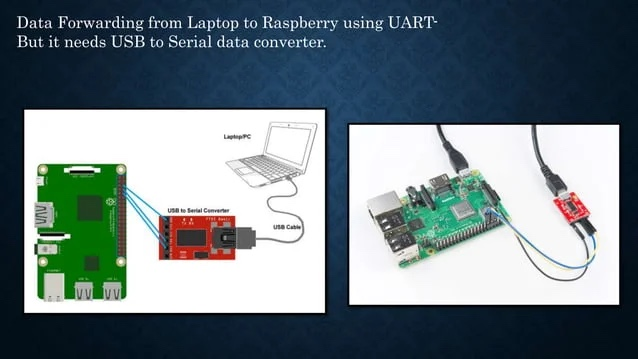 Data Forwarding from Laptop to Raspberry using UART-
But it needs USB to Serial data converter.
Laptop/PC
USB to Serial Converter
USB Cable